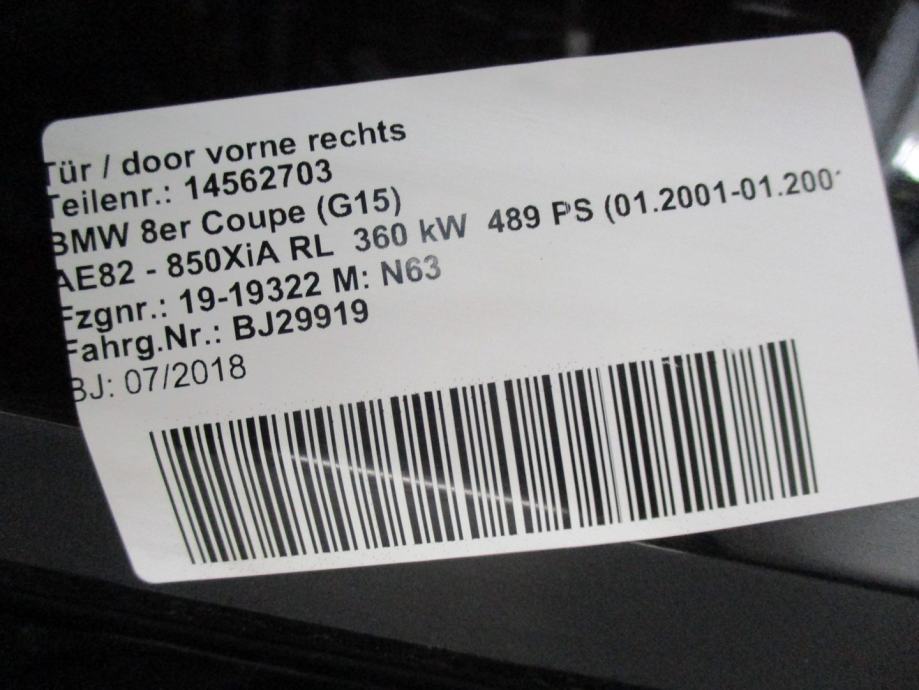 Tür / door vorne rechts
Teilenr.: 14562703
BMW 8er Coupe (G15)
AE82 - 850XiA RL 360 kW 489 PS (01.2001-01.200
Fzgnr.: 19-19322 M: N63
Fahrg.Nr.: BJ29919
BJ: 07/2018